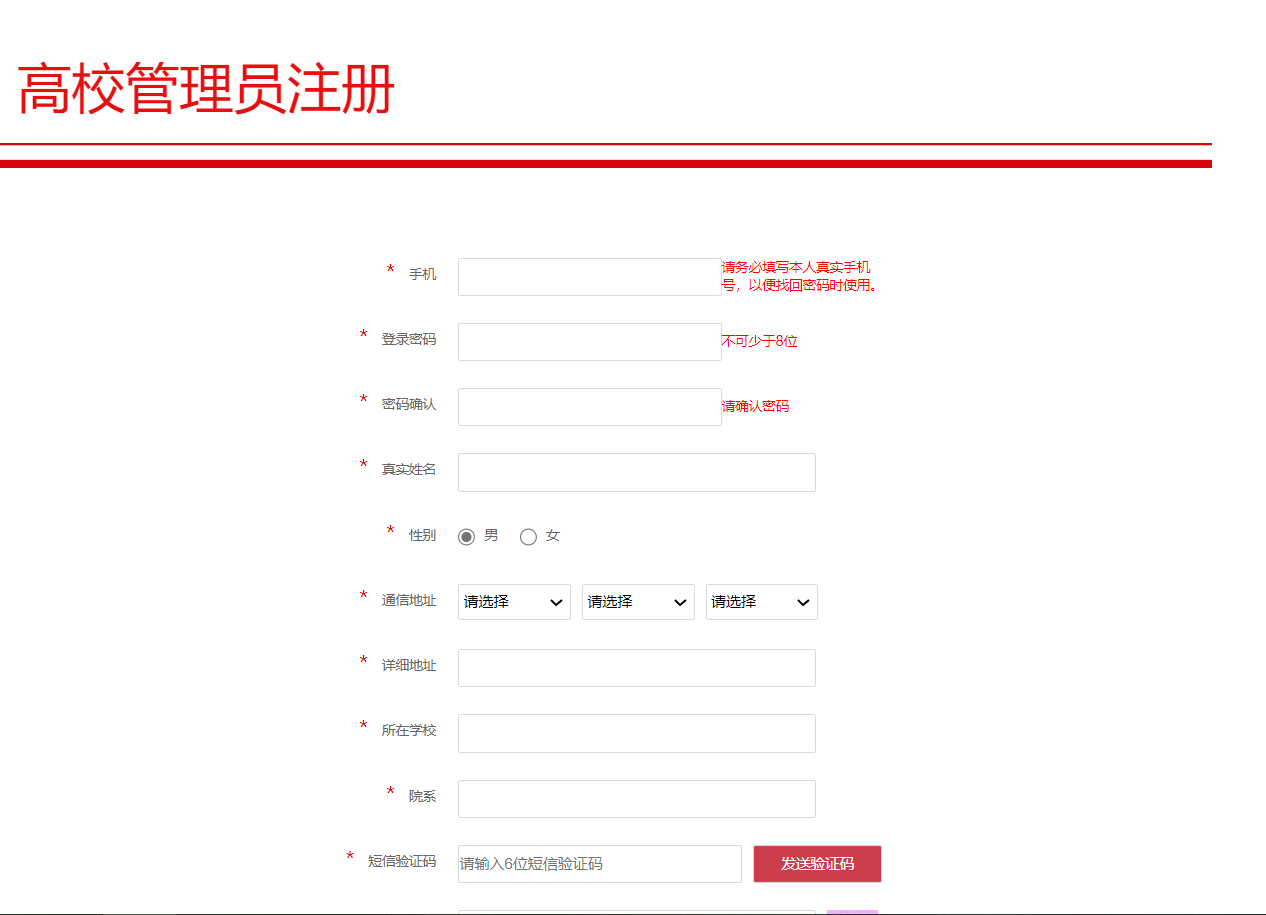 高校管理员注册
* 手机 请务必填写本人真实手机
号，以便找回密码时使用。
* 登录密码 不可少于8位
* 密码确认 请确认密码
* 真实姓名
* 性别 男 女
* 通信地址 请选择 请选择 请选择
* 详细地址
* 所在学校
* 院系
* 短信验证码 请输入6位短信验证码 发送验证码